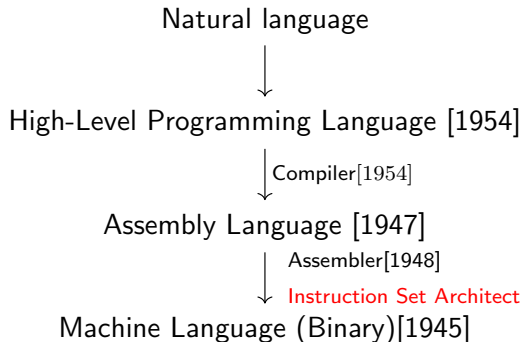 Natural language
High-Level Programming Language [1954]
Compiler[1954]
Assembly Language [1947]
Assembler[1948]
Instruction Set Architect
Machine Language (Binary)[1945]